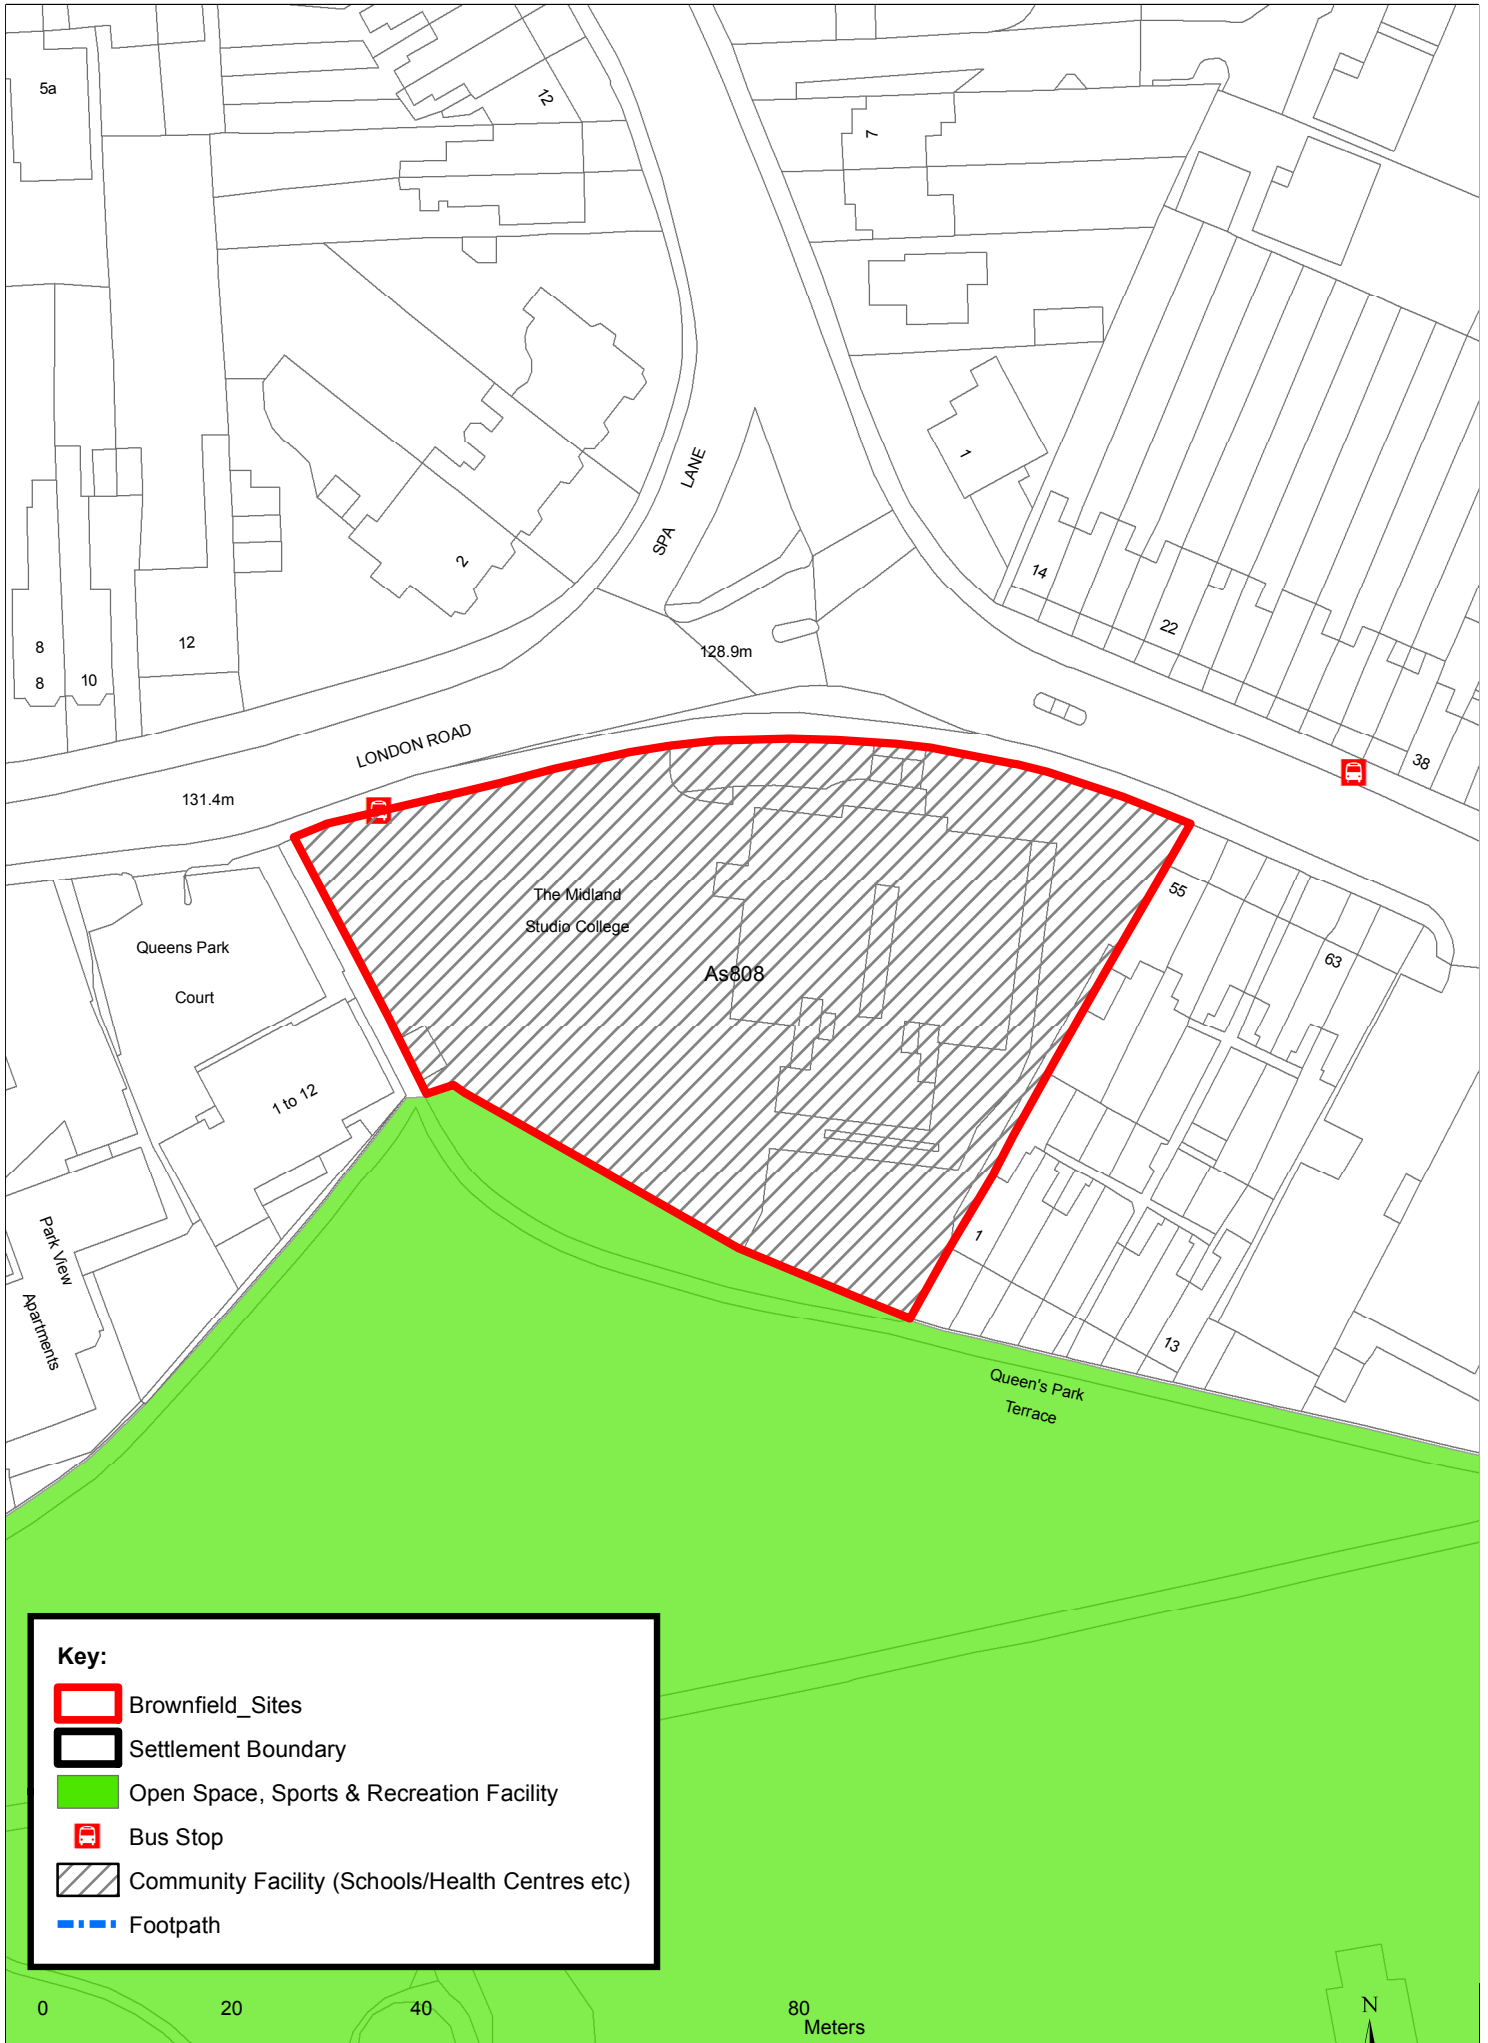 5a
12
7
1
SPA LANE
2
14
22
38
8
8
10
12
128.9m
LONDON ROAD
131.4m
The Midland
Studio College
As808
55
63
Queens Park
Court
1 to 12
Park View
Apartments
1
13
Queen's Park
Terrace
Key:
Brownfield_Sites
Settlement Boundary
Open Space, Sports & Recreation Facility
Bus Stop
Community Facility (Schools/Health Centres etc)
Footpath
0 20 40 80
Meters
N